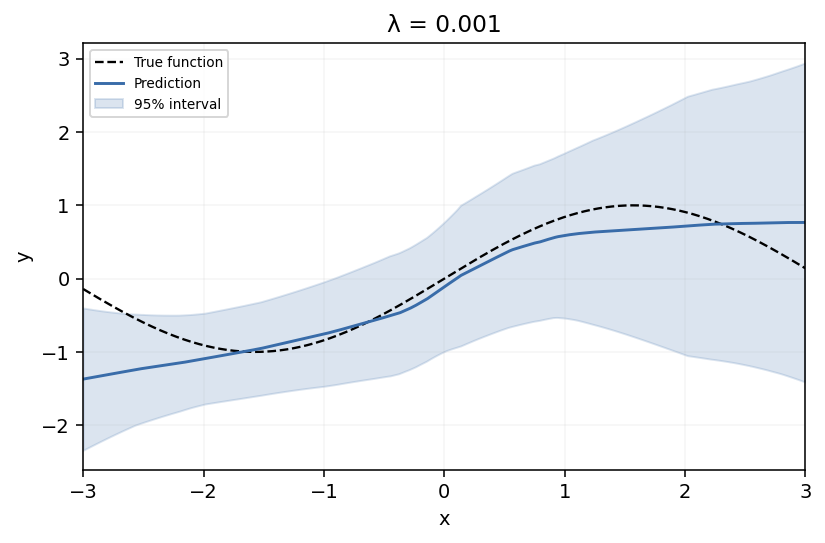 λ = 0.001
True function
Prediction
95% interval
y
3
2
1
0
−1
−2
−3 −2 −1 0 1 2 3
x